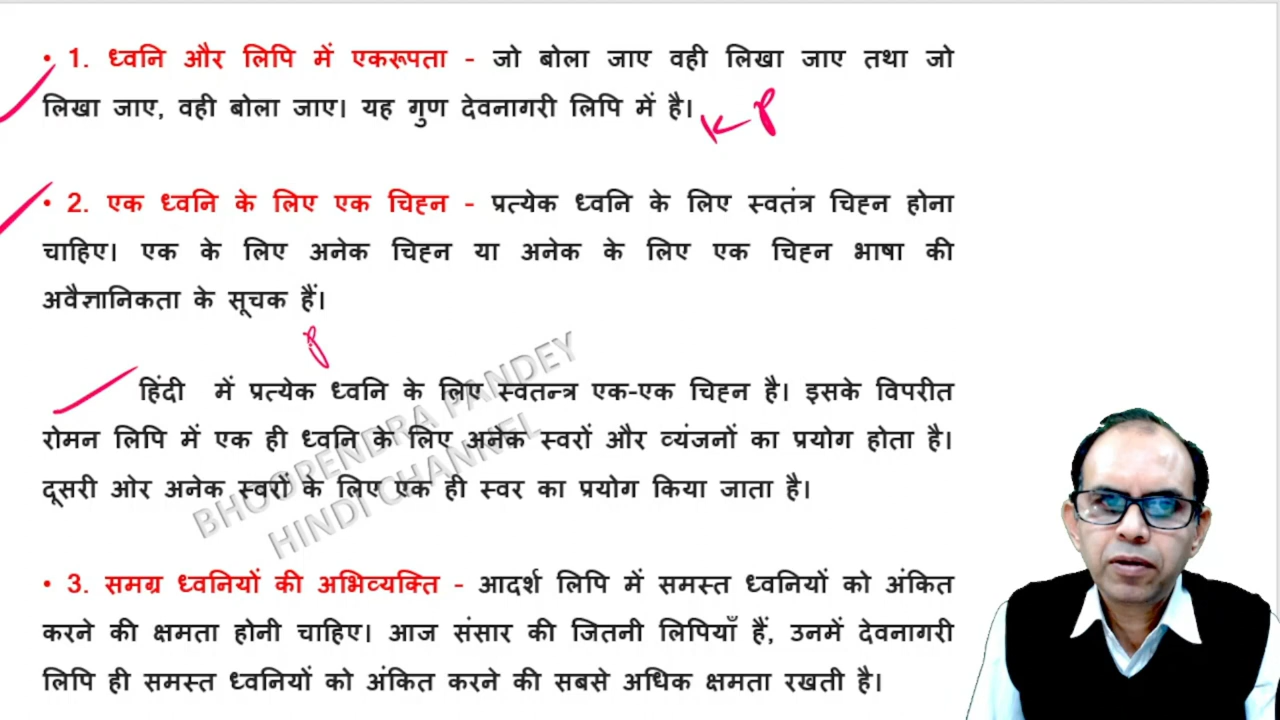 • 1. ध्वनि और लिपि में एकरूपता - जो बोला जाए वही लिखा जाए तथा जो
लिखा जाए, वही बोला जाए। यह गुण देवनागरी लिपि में है।
• 2. एक ध्वनि के लिए एक चिह्न - प्रत्येक ध्वनि के लिए स्वतंत्र चिह्न होना
चाहिए। एक के लिए अनेक चिह्न या अनेक के लिए एक चिह्न भाषा की
अवैज्ञानिकता के सूचक हैं।
हिंदी में प्रत्येक ध्वनि के लिए स्वतन्त्र एक-एक चिह्न है। इसके विपरीत
रोमन लिपि में एक ही ध्वनि के लिए अनेक स्वरों और व्यंजनों का प्रयोग होता है।
दूसरी ओर अनेक स्वरों के लिए एक ही स्वर का प्रयोग किया जाता है।
BHOOPENDRA PANDEY
HINDI CHANNEL
• 3. समग्र ध्वनियों की अभिव्यक्ति - आदर्श लिपि में समस्त ध्वनियों को अंकित
करने की क्षमता होनी चाहिए। आज संसार की जितनी लिपियाँ हैं, उनमें देवनागरी
लिपि ही समस्त ध्वनियों को अंकित करने की सबसे अधिक क्षमता रखती है।